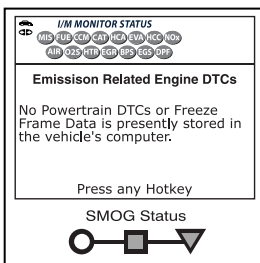 I/M MONITOR STATUS
MIS FUE CCM CAT HCA EVA HCC NOx
AIR O2S HTR EGR BPS EGS DPF
Emissison Related Engine DTCs
No Powertrain DTCs or Freeze
Frame Data is presently stored in
the vehicle's computer.
Press any Hotkey
SMOG Status